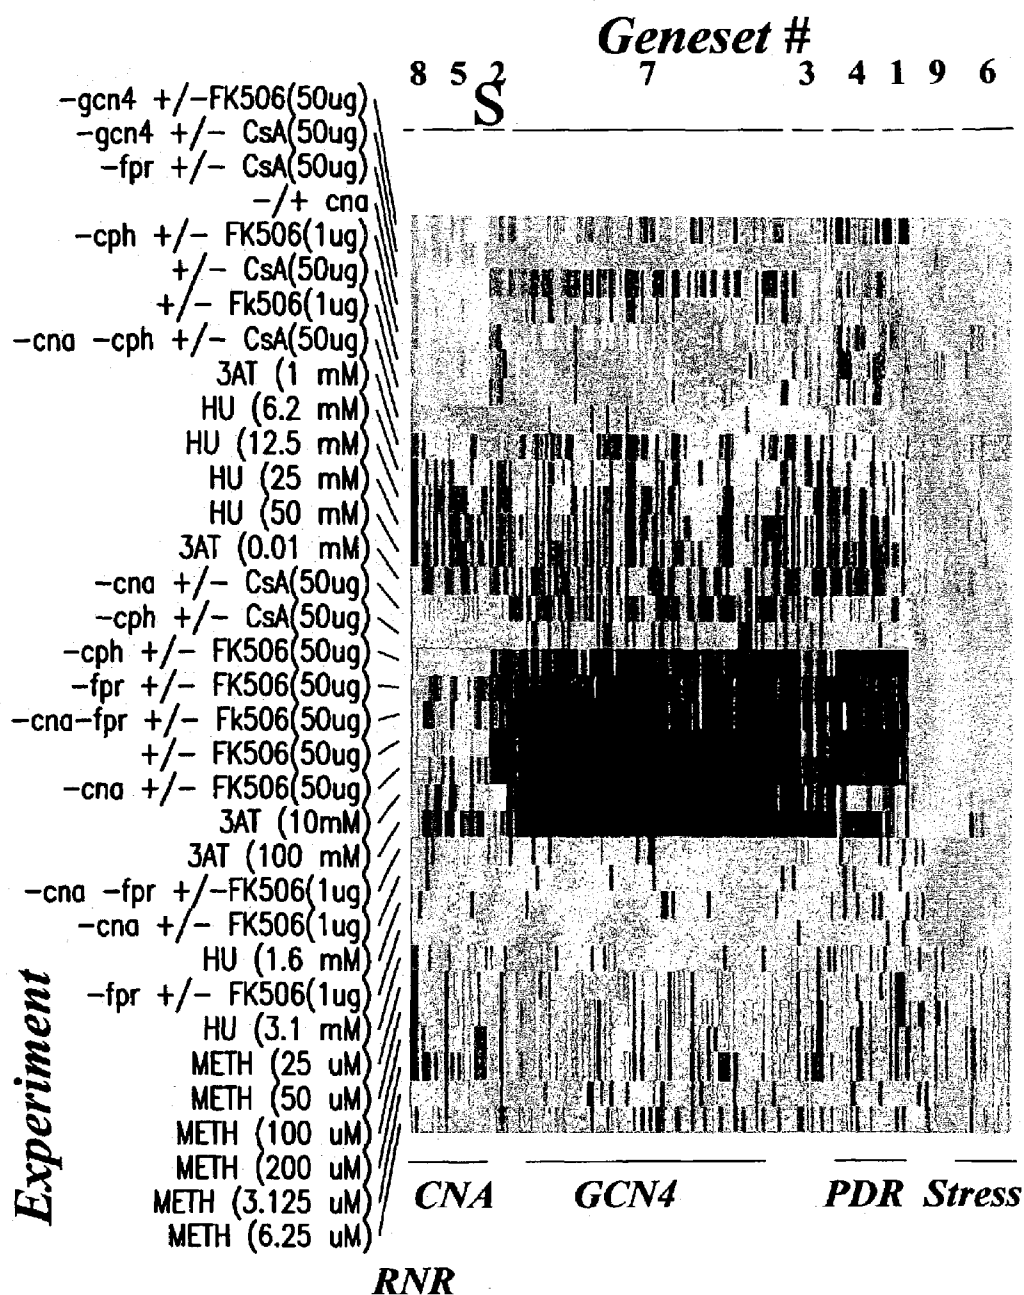 Geneset #
8 5 2 7 3 4 1 9 6
S
-gcn4 +/-FK506(50ug)
-gcn4 +/- CsA(50ug)
-fpr +/- CsA(50ug)
-/+ cna
-cph +/- FK506(1ug)
+/- CsA(50ug)
+/- Fk506(1ug)
-cna -cph +/- CsA(50ug)
3AT (1 mM)
HU (6.2 mM)
HU (12.5 mM)
HU (25 mM)
HU (50 mM)
3AT (0.01 mM)
-cna +/- CsA(50ug)
-cph +/- CsA(50ug)
-cph +/- FK506(50ug)
-fpr +/- FK506(50ug)
-cna-fpr +/- Fk506(50ug)
+/- FK506(50ug)
-cna +/- FK506(50ug)
3AT (10mM)
3AT (100 mM)
-cna -fpr +/-FK506(1ug)
-cna +/- FK506(1ug)
HU (1.6 mM)
-fpr +/- FK506(1ug)
HU (3.1 mM)
METH (25 uM)
METH (50 uM)
METH (100 uM)
METH (200 uM)
METH (3.125 uM)
METH (6.25 uM)
Experiment
CNA GCN4 PDR Stress
RNR